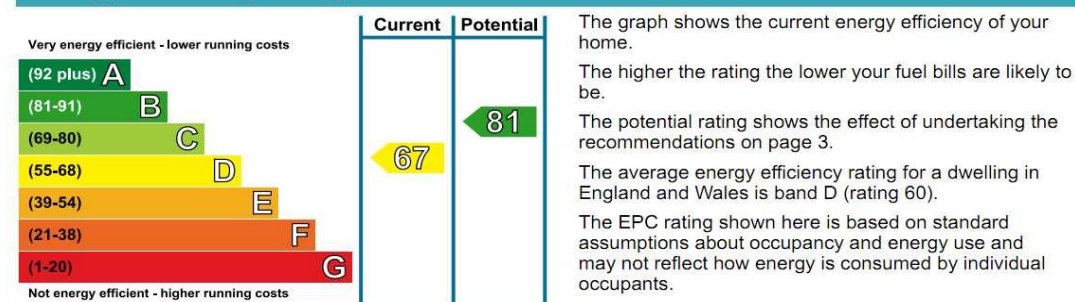 Current Potential
Very energy efficient - lower running costs
(92 plus) A
(81-91) B
(69-80) C
(55-68) D
(39-54) E
(21-38) F
(1-20) G
Not energy efficient - higher running costs
67
81
The graph shows the current energy efficiency of your
home.
The higher the rating the lower your fuel bills are likely to
be.
The potential rating shows the effect of undertaking the
recommendations on page 3.
The average energy efficiency rating for a dwelling in
England and Wales is band D (rating 60).
The EPC rating shown here is based on standard
assumptions about occupancy and energy use and
may not reflect how energy is consumed by individual
occupants.